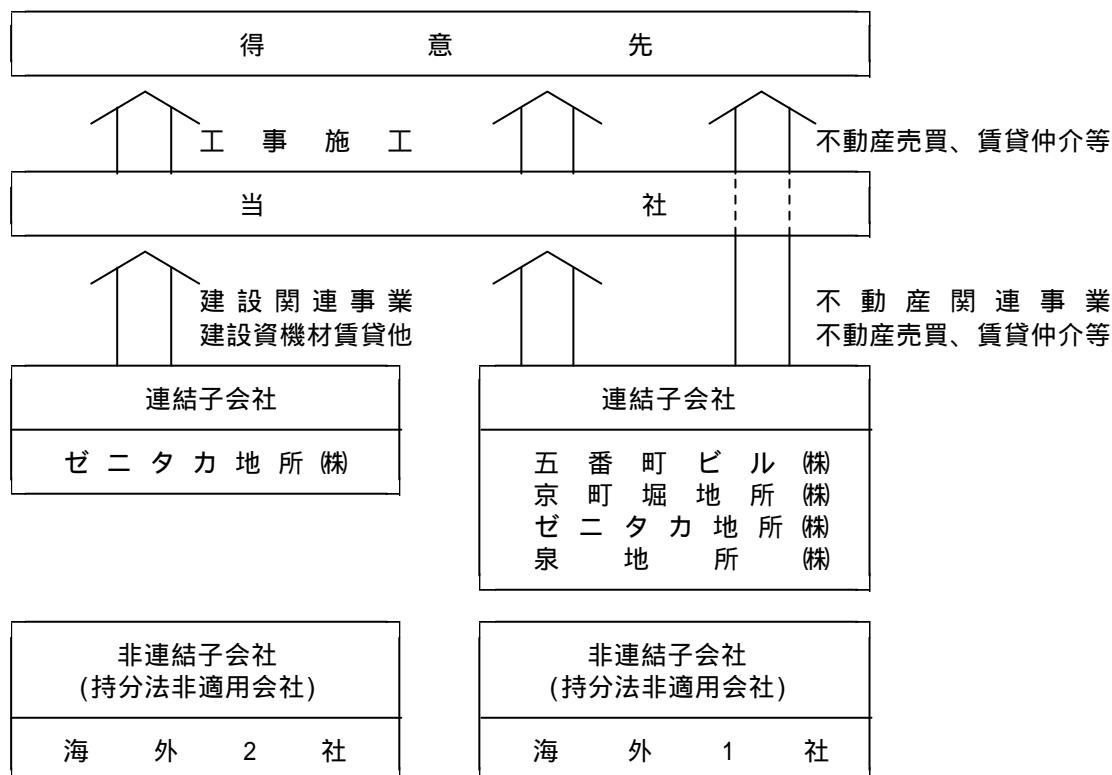 得意先
工事施工
不動産売買、賃貸仲介等
当社
建設関連事業
建設資機材賃貸他
不動産関連事業
不動産売買、賃貸仲介等
連結子会社
ゼニタカ地所㈱
連結子会社
五番町ビル㈱
京町堀地所㈱
ゼニタカ地所㈱
泉地所㈱
非連結子会社
(持分法非適用会社)
海外2社
非連結子会社
(持分法非適用会社)
海外1社